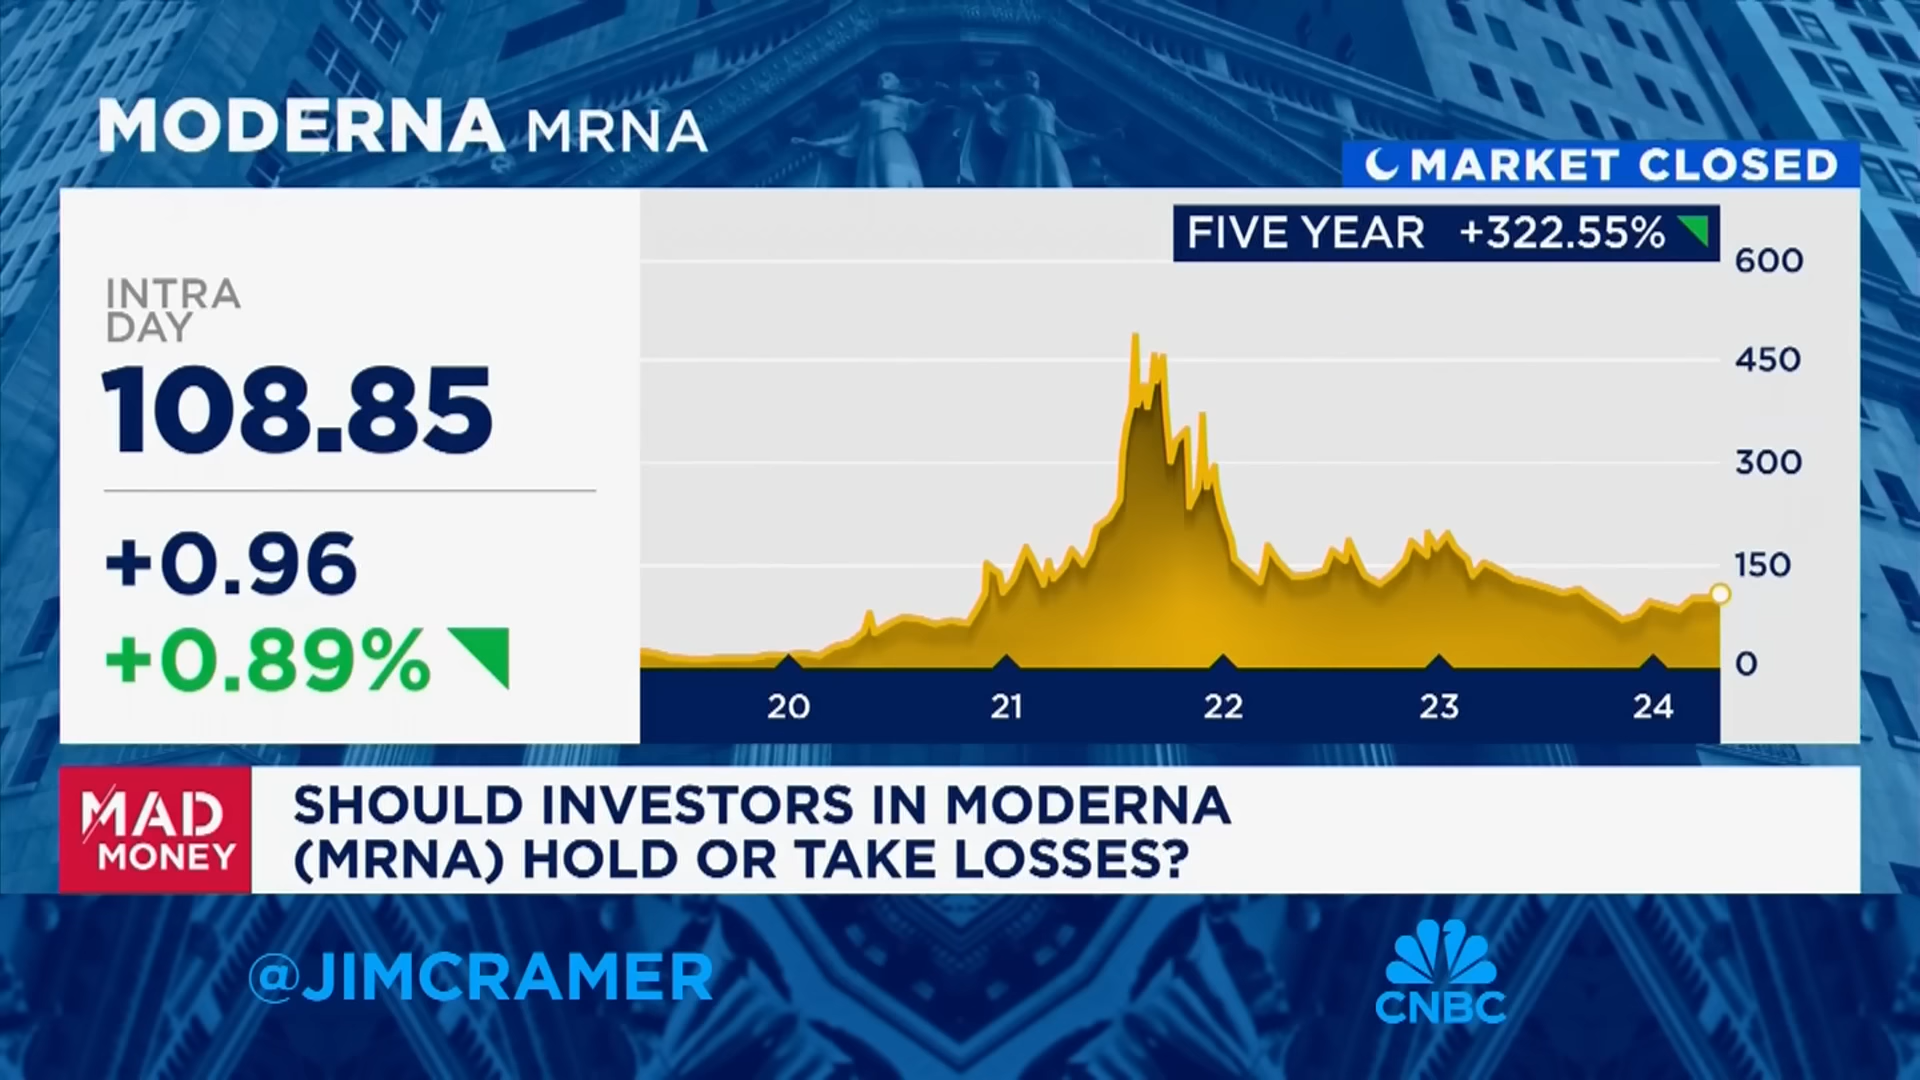 MODERNA MRNA
MARKET CLOSED
FIVE YEAR +322.55%
INTRA
DAY
108.85
+0.96
+0.89%
600
450
300
150
0
20 21 22 23 24
MAD
MONEY
SHOULD INVESTORS IN MODERNA
(MRNA) HOLD OR TAKE LOSSES?
@JIMCRAMER
CNBC